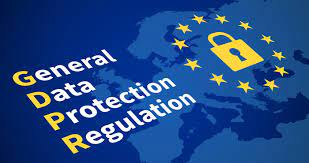 General
Data
Protection
Regulation